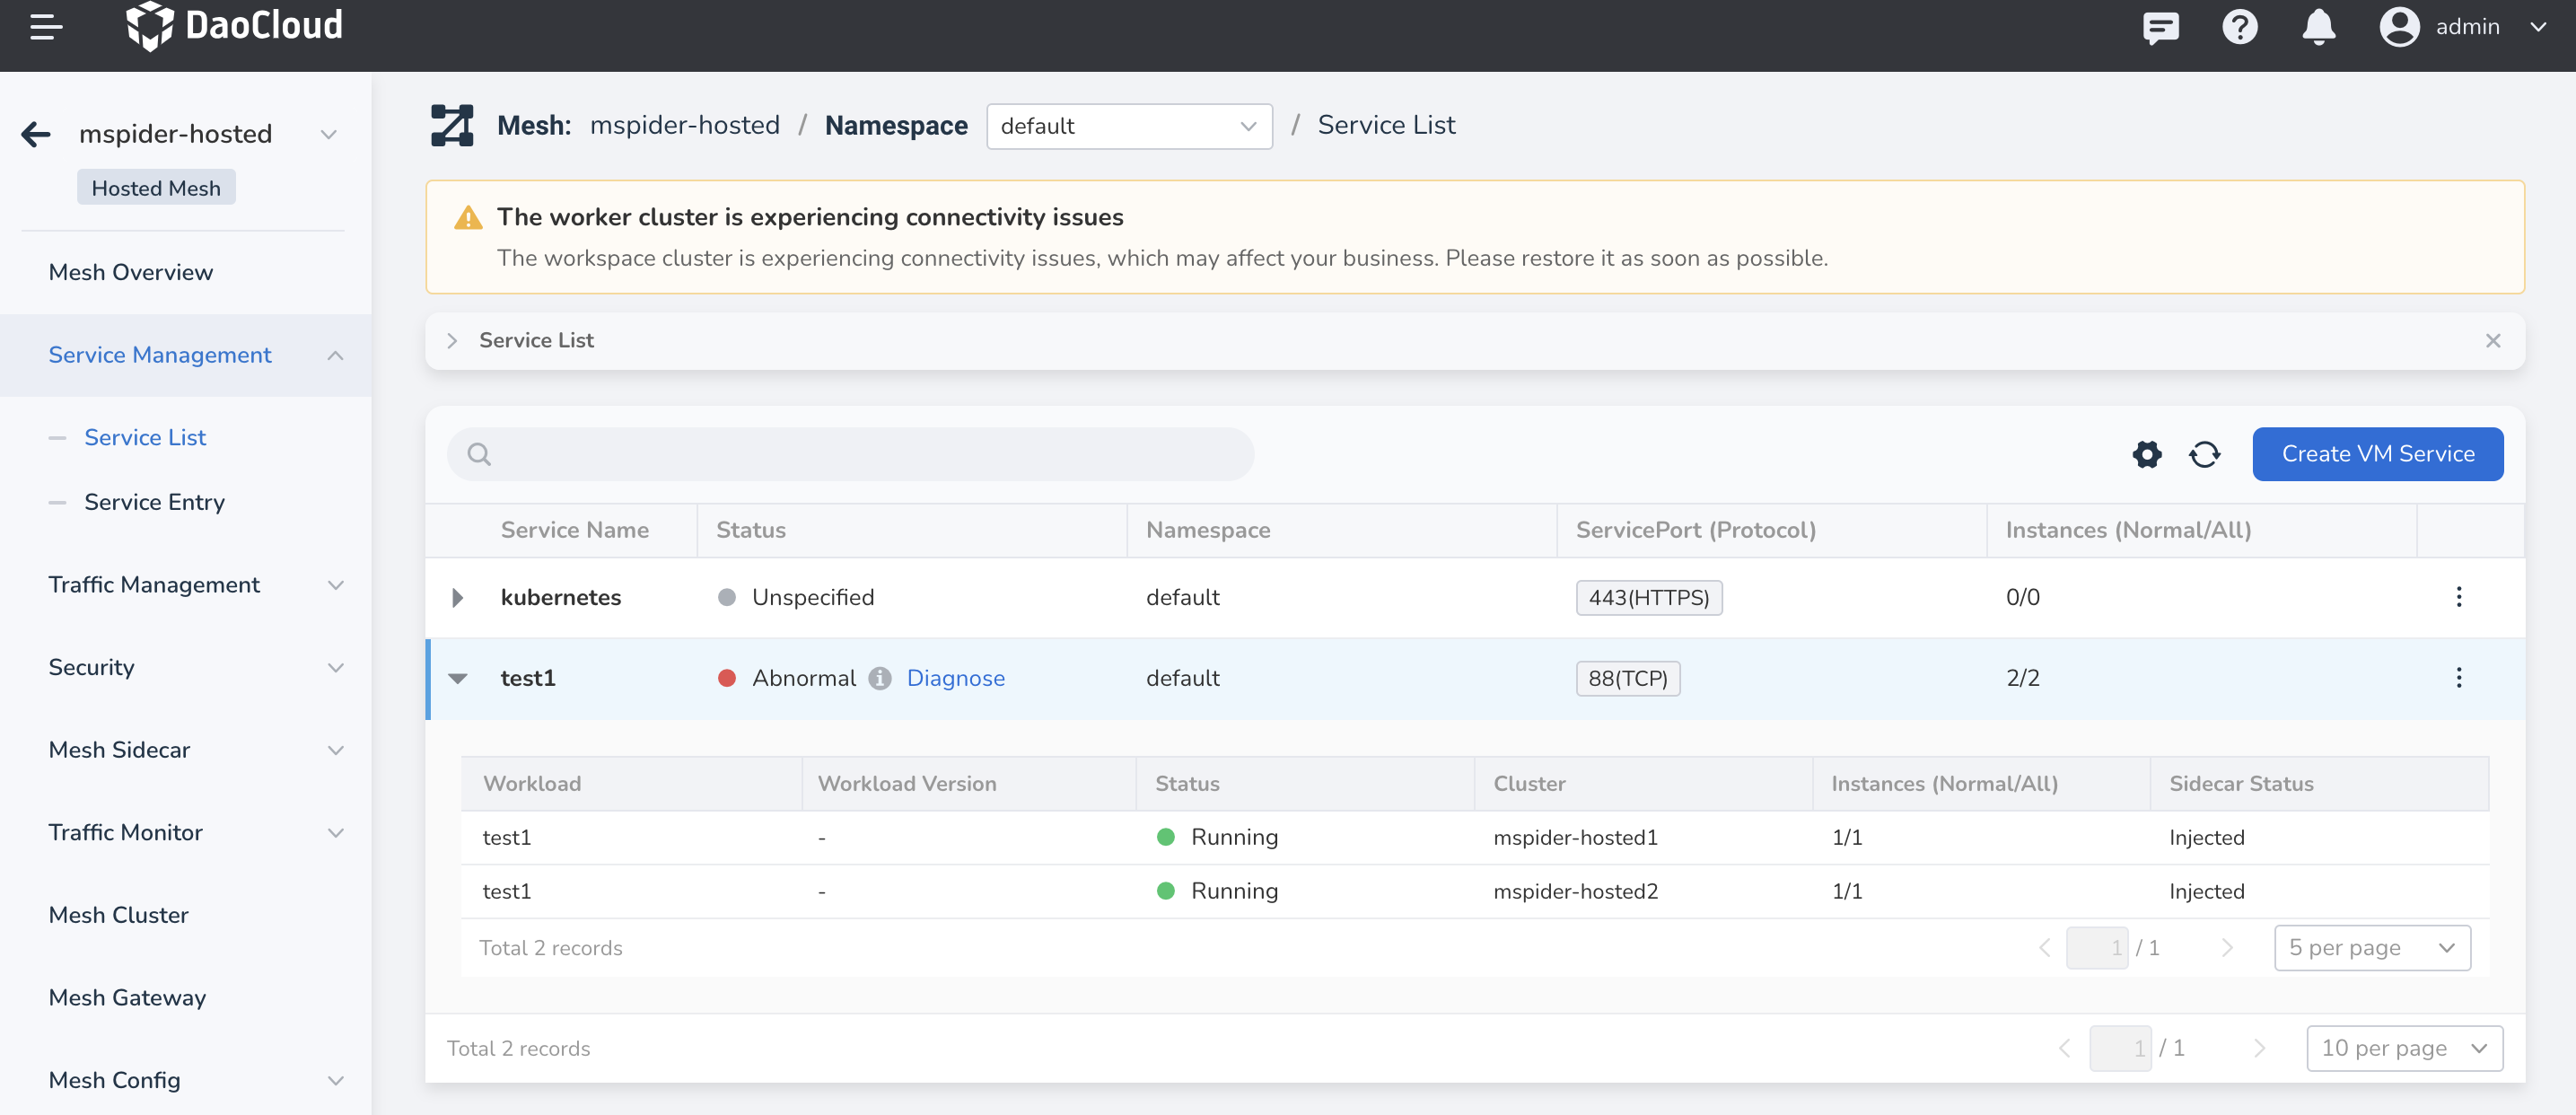 DaoCloud
admin
mspider-hosted
Hosted Mesh
Mesh Overview
Service Management
Service List
Service Entry
Traffic Management
Security
Mesh Sidecar
Traffic Monitor
Mesh Cluster
Mesh Gateway
Mesh Config
Mesh: mspider-hosted / Namespace default / Service List
The worker cluster is experiencing connectivity issues
The workspace cluster is experiencing connectivity issues, which may affect your business. Please restore it as soon as possible.
Service List
Create VM Service
Service Name Status Namespace ServicePort (Protocol) Instances (Normal/All)
kubernetes Unspecified default 443(HTTPS) 0/0
test1 Abnormal Diagnose default 88(TCP) 2/2
Workload Workload Version Status Cluster Instances (Normal/All) Sidecar Status
test1 - Running mspider-hosted1 1/1 Injected
test1 - Running mspider-hosted2 1/1 Injected
Total 2 records 1 / 1 5 per page
Total 2 records 1 / 1 10 per page